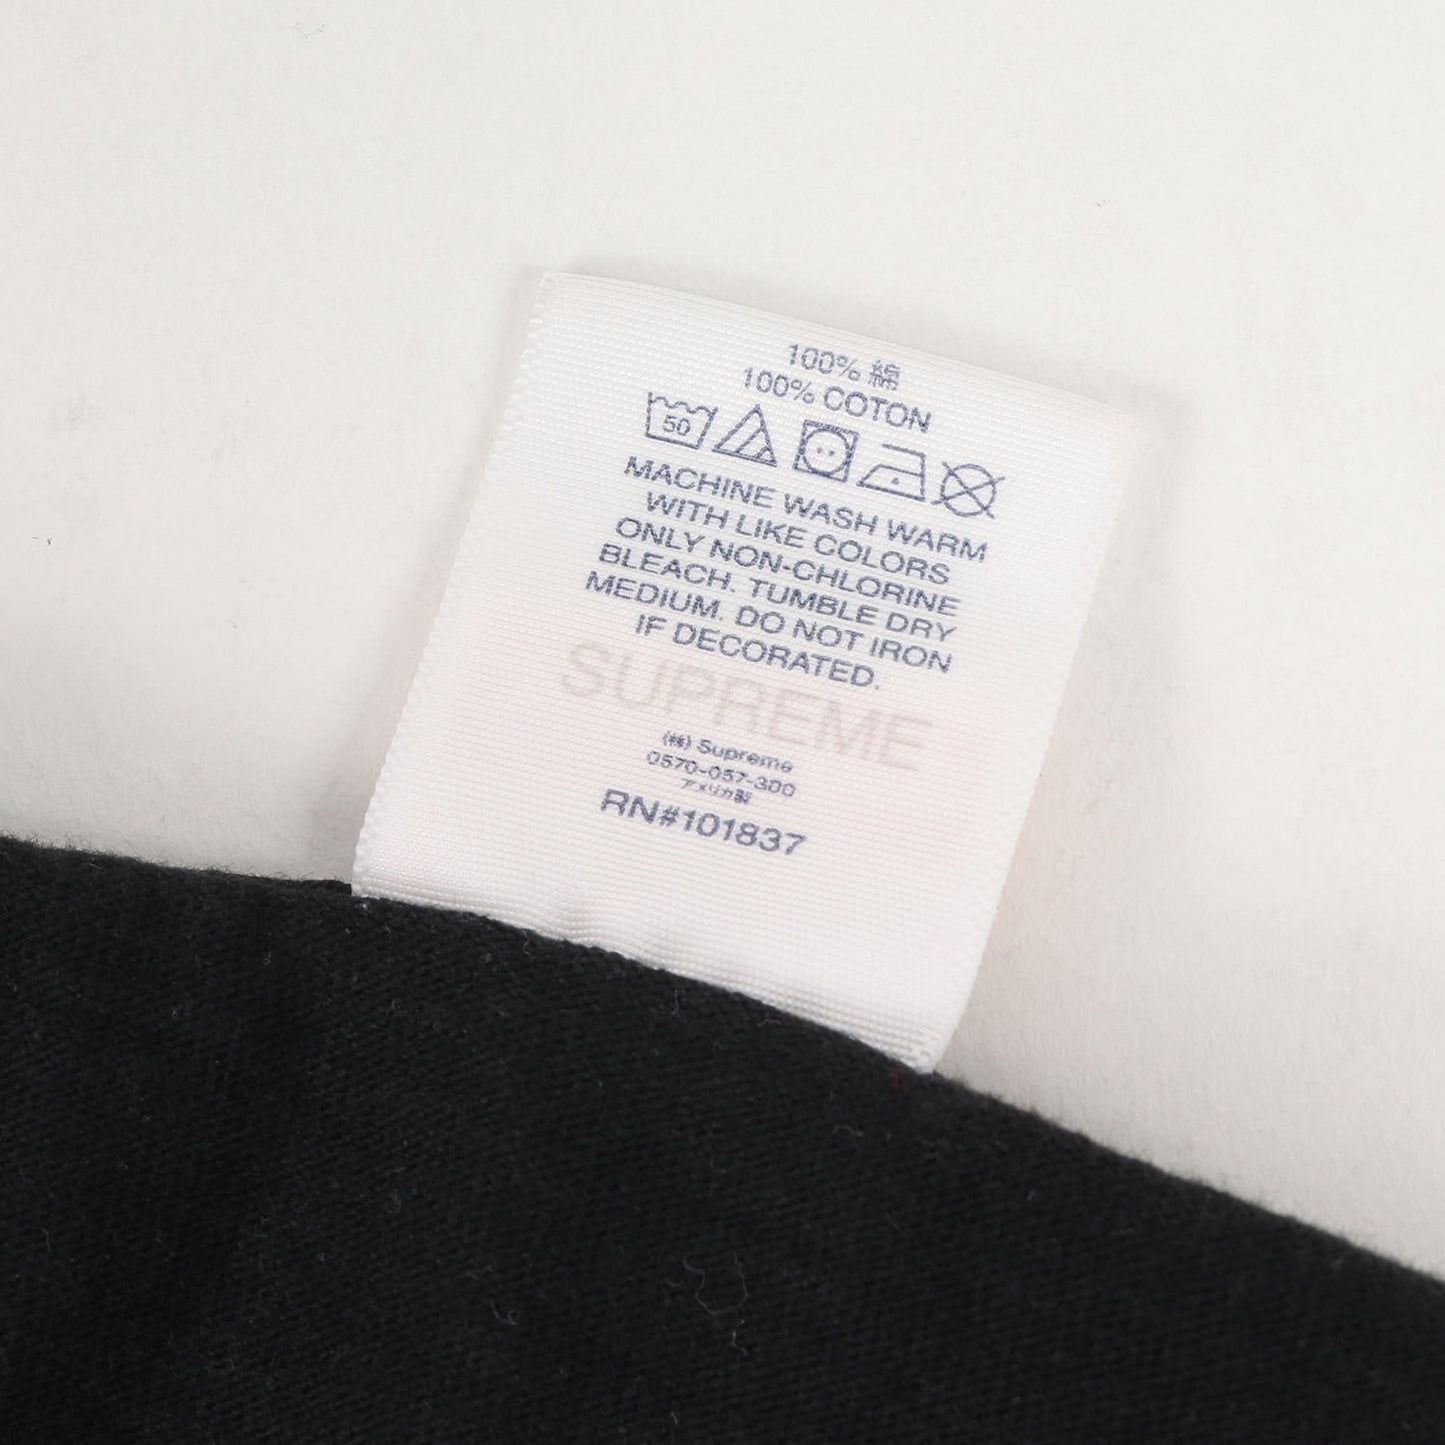 100% 綿
100% COTON
50
MACHINE WASH WARM
WITH LIKE COLORS
ONLY NON-CHLORINE
BLEACH. TUMBLE DRY
MEDIUM. DO NOT IRON
IF DECORATED.
SUPREME
(株) Supreme
0570-057-300
アメリカ製
RN#101837